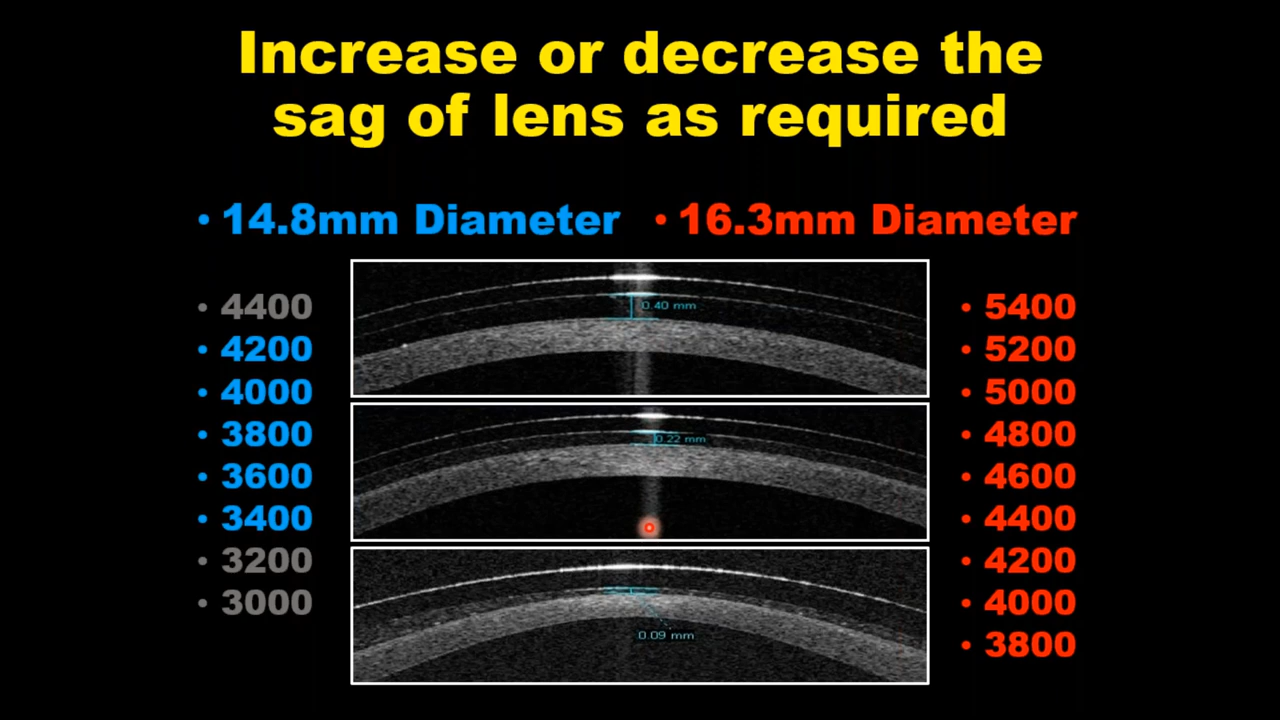 Increase or decrease the
sag of lens as required
• 14.8mm Diameter
• 4400
• 4200
• 4000
• 3800
• 3600
• 3400
• 3200
• 3000
0.40 mm
0.22 mm
0.09 mm
• 16.3mm Diameter
• 5400
• 5200
• 5000
• 4800
• 4600
• 4400
• 4200
• 4000
• 3800